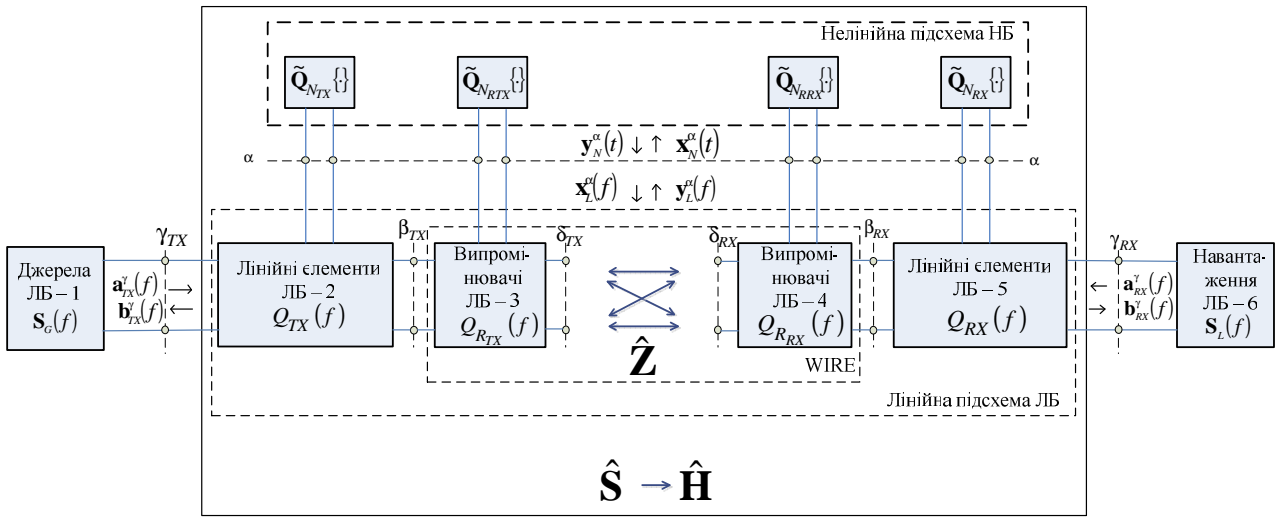 Нелінійна підсхема НБ
Q̃_{N_{TX}}{.}
Q̃_{N_{RTX}}{.}
Q̃_{N_{RRX}}{.}
Q̃_{N_{RX}}{.}
α
y_N^α(t) ↓ ↑ x_N^α(t)
α
x_L^α(f) ↓ ↑ y_L^α(f)
γ_{TX}
β_{TX}
δ_{TX}
δ_{RX}
β_{RX}
γ_{RX}
Джерела
ЛБ-1
S_G(f)
a_{TX}^γ(f) →
b_{TX}^γ(f) ←
Лінійні єлементи
ЛБ-2
Q_{TX}(f)
Випромі-
нювачі
ЛБ-3
Q_{R_{TX}}(f)
Ẑ
Випромі-
нювачі
ЛБ-4
Q_{R_{RX}}(f)
WIRE
Лінійні єлементи
ЛБ-5
Q_{RX}(f)
← a_{RX}^γ(f)
→ b_{RX}^γ(f)
Наванта-
ження
ЛБ-6
S_L(f)
Лінійна підсхема ЛБ
Ŝ → Ĥ